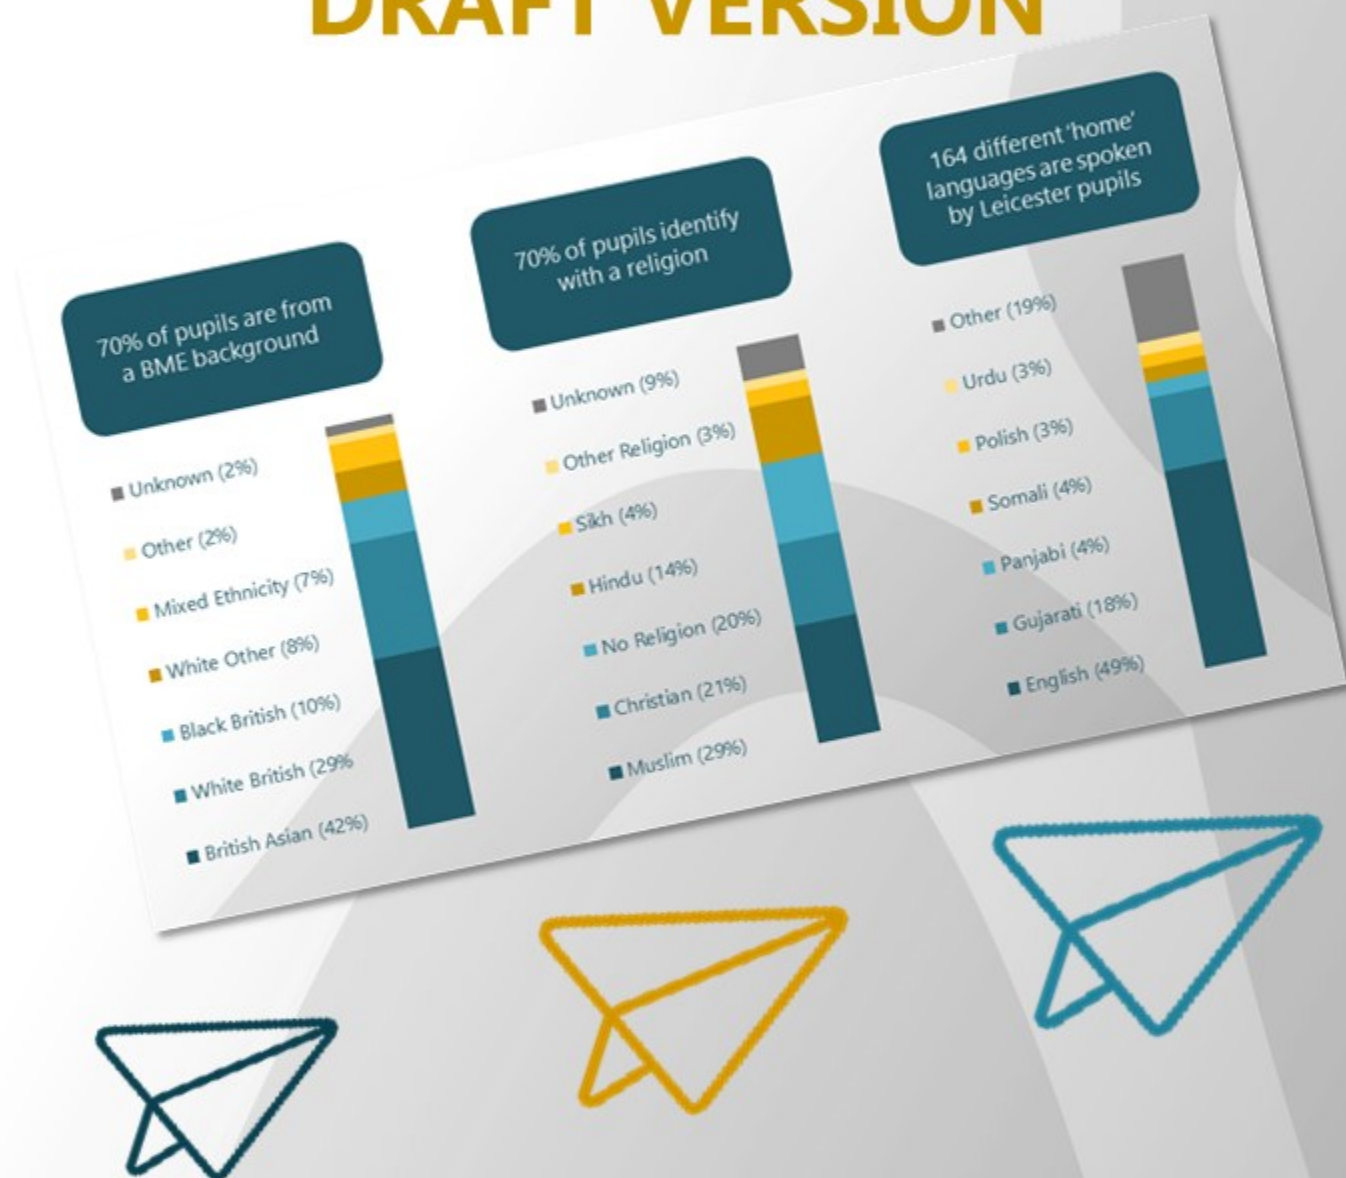 DRAFT VERSION
70% of pupils are from
a BME background
Unknown (2%)
Other (2%)
Mixed Ethnicity (7%)
White Other (8%)
Black British (10%)
White British (29%
British Asian (42%)
70% of pupils identify
with a religion
Unknown (9%)
Other Religion (3%)
Sikh (4%)
Hindu (14%)
No Religion (20%)
Christian (21%)
Muslim (29%)
164 different ‘home’
languages are spoken
by Leicester pupils
Other (19%)
Urdu (3%)
Polish (3%)
Somali (4%)
Panjabi (4%)
Gujarati (18%)
English (49%)